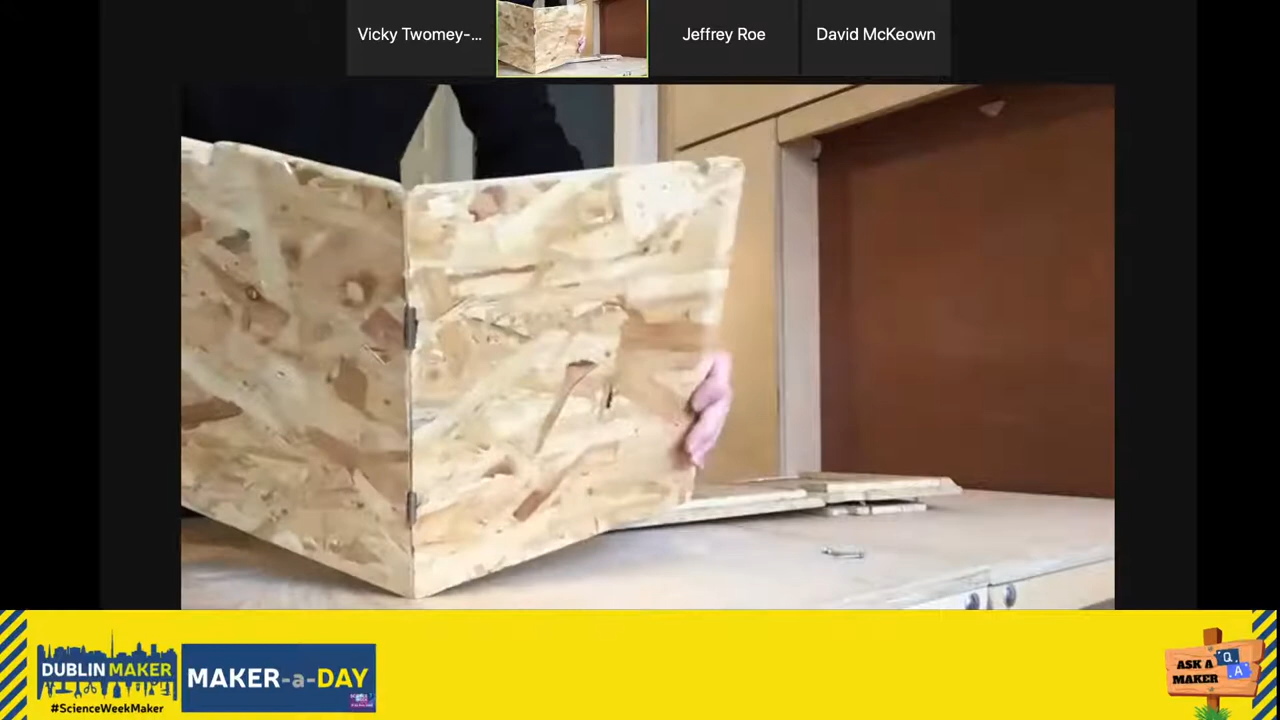 Vicky Twomey-...
Jeffrey Roe
David McKeown
DUBLIN MAKER
#ScienceWeekMaker
MAKER-a-DAY
ASK A
MAKER
Q
A